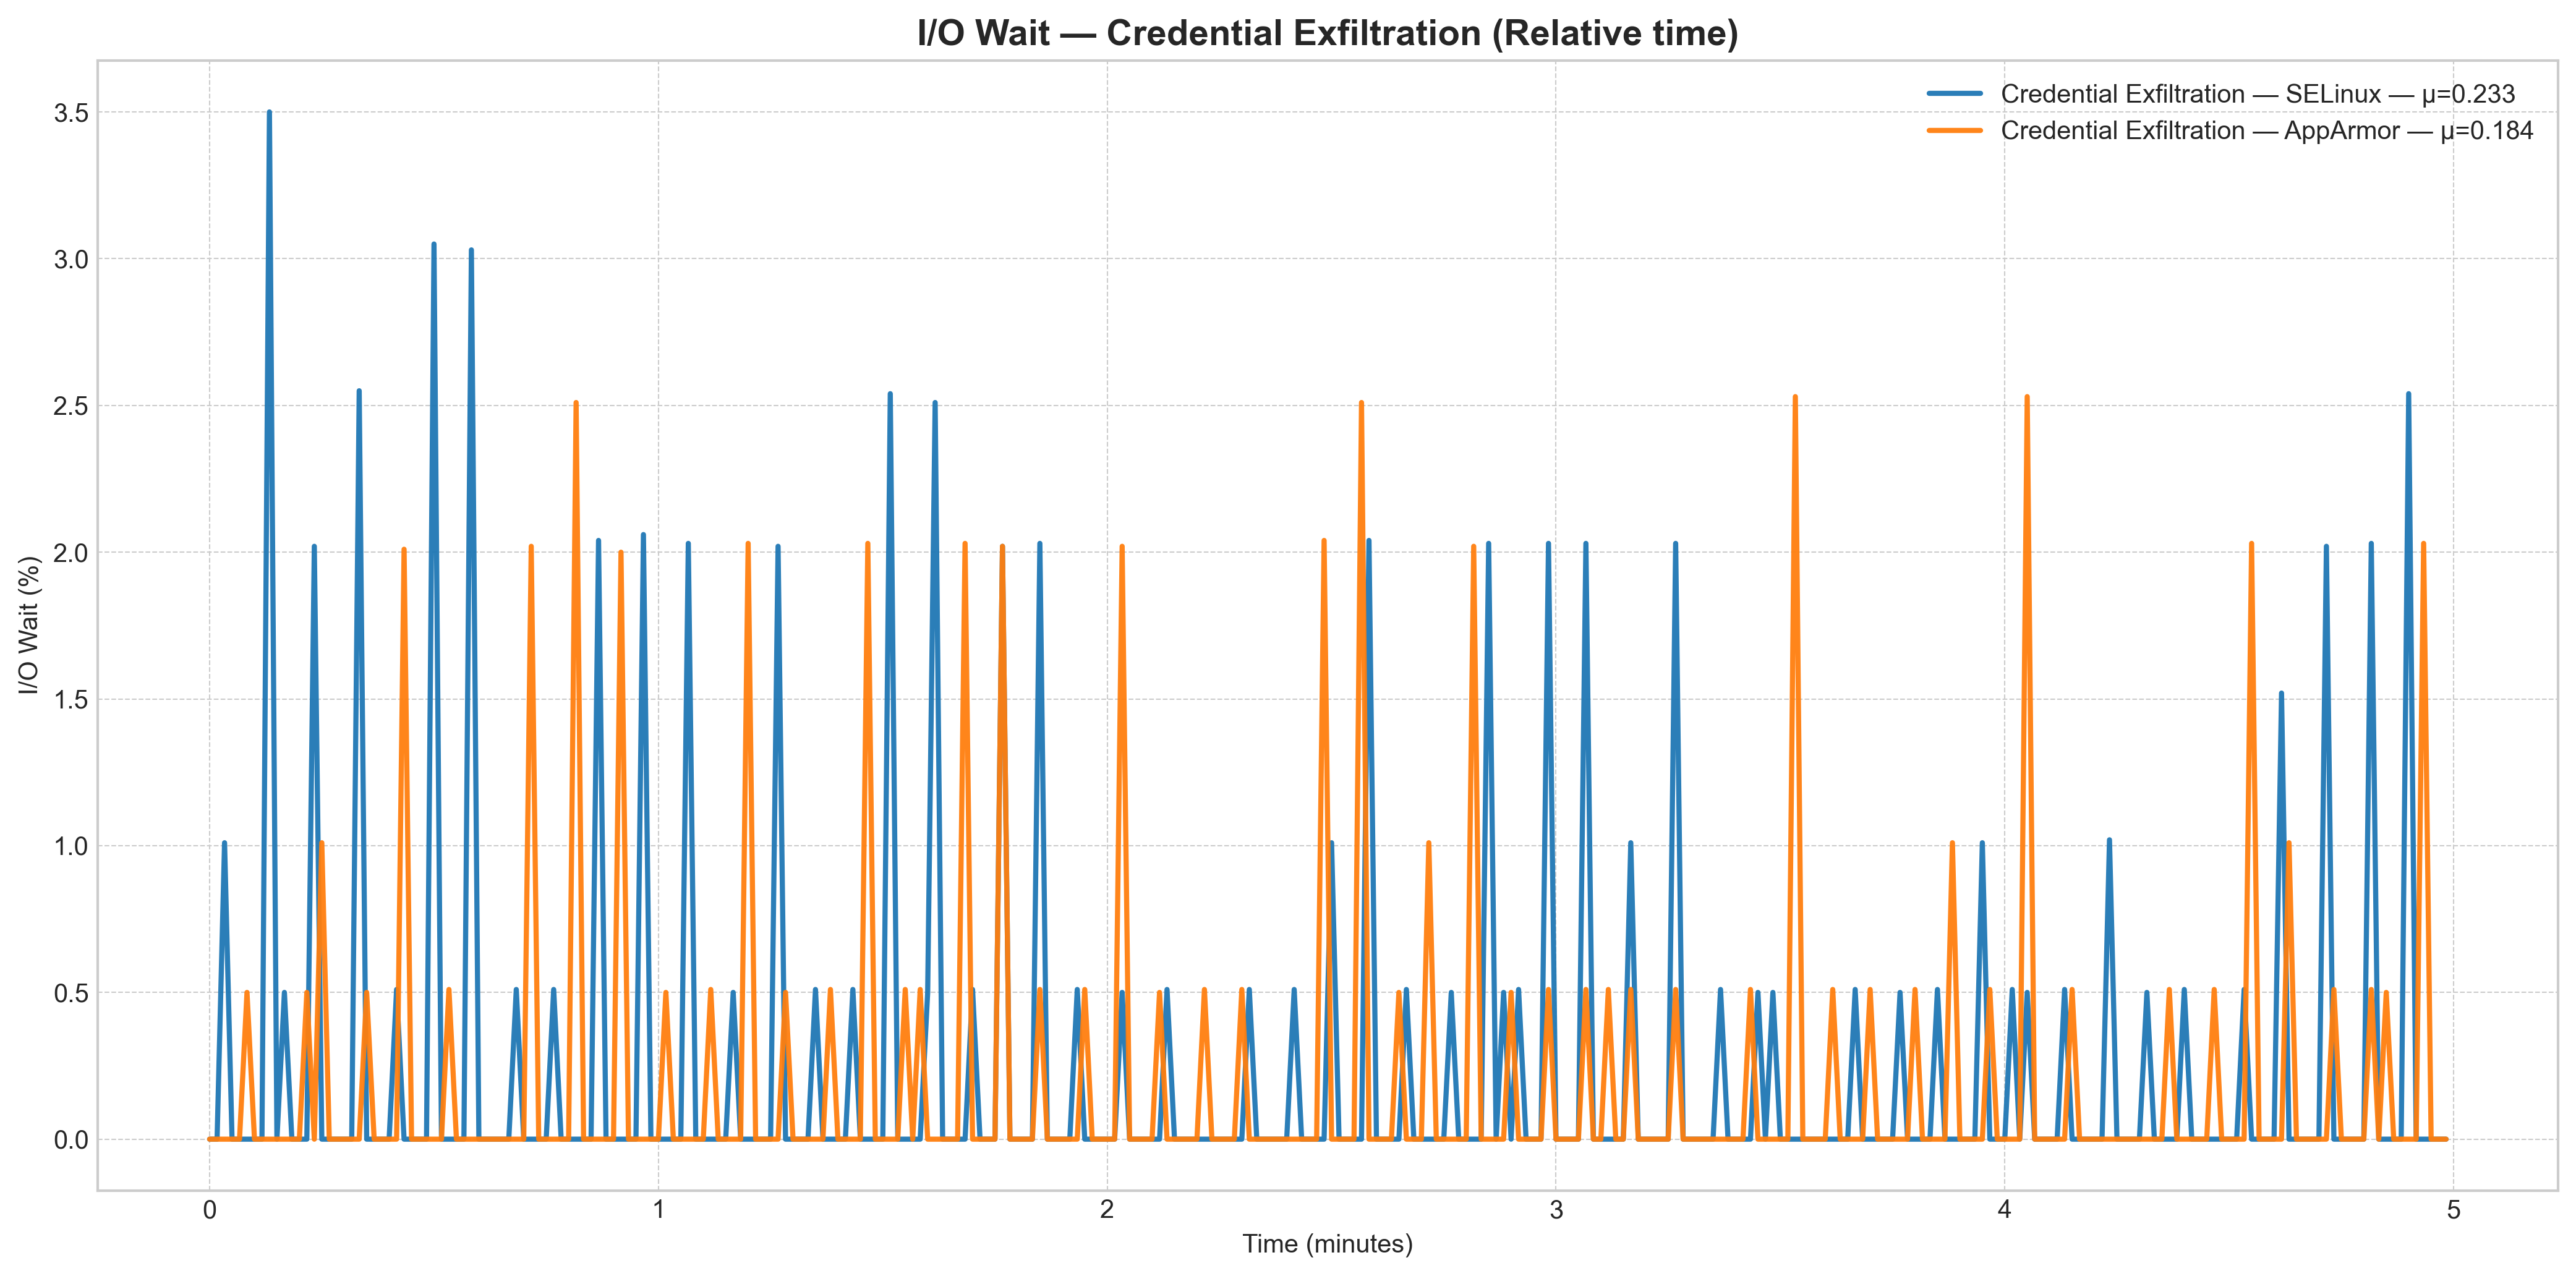 I/O Wait — Credential Exfiltration (Relative time)
Credential Exfiltration — SELinux — μ=0.233
Credential Exfiltration — AppArmor — μ=0.184
I/O Wait (%)
3.5
3.0
2.5
2.0
1.5
1.0
0.5
0.0
0 1 2 3 4 5
Time (minutes)